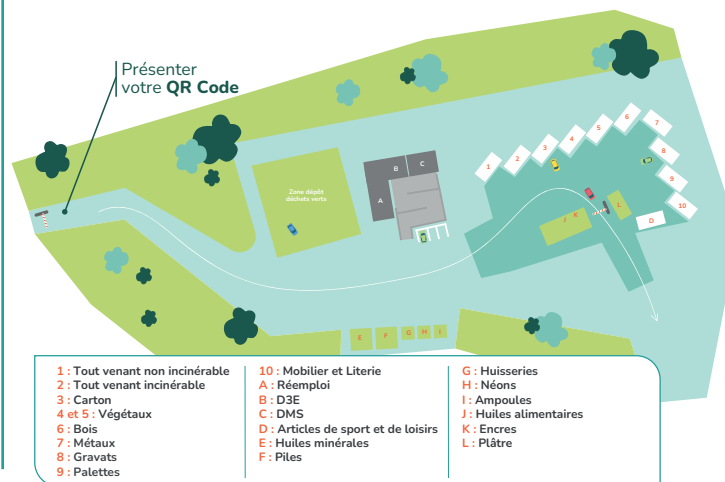 Présenter
votre QR Code
Zone dépôt
déchets verts
A
B
C
1
2
3
4
5
6
7
8
9
10
D
J
K
L
E
F
G
H
I
1 : Tout venant non incinérable
2 : Tout venant incinérable
3 : Carton
4 et 5 : Végétaux
6 : Bois
7 : Métaux
8 : Gravats
9 : Palettes
10 : Mobilier et Literie
A : Réemploi
B : D3E
C : DMS
D : Articles de sport et de loisirs
E : Huiles minérales
F : Piles
G : Huisseries
H : Néons
I : Ampoules
J : Huiles alimentaires
K : Encres
L : Plâtre